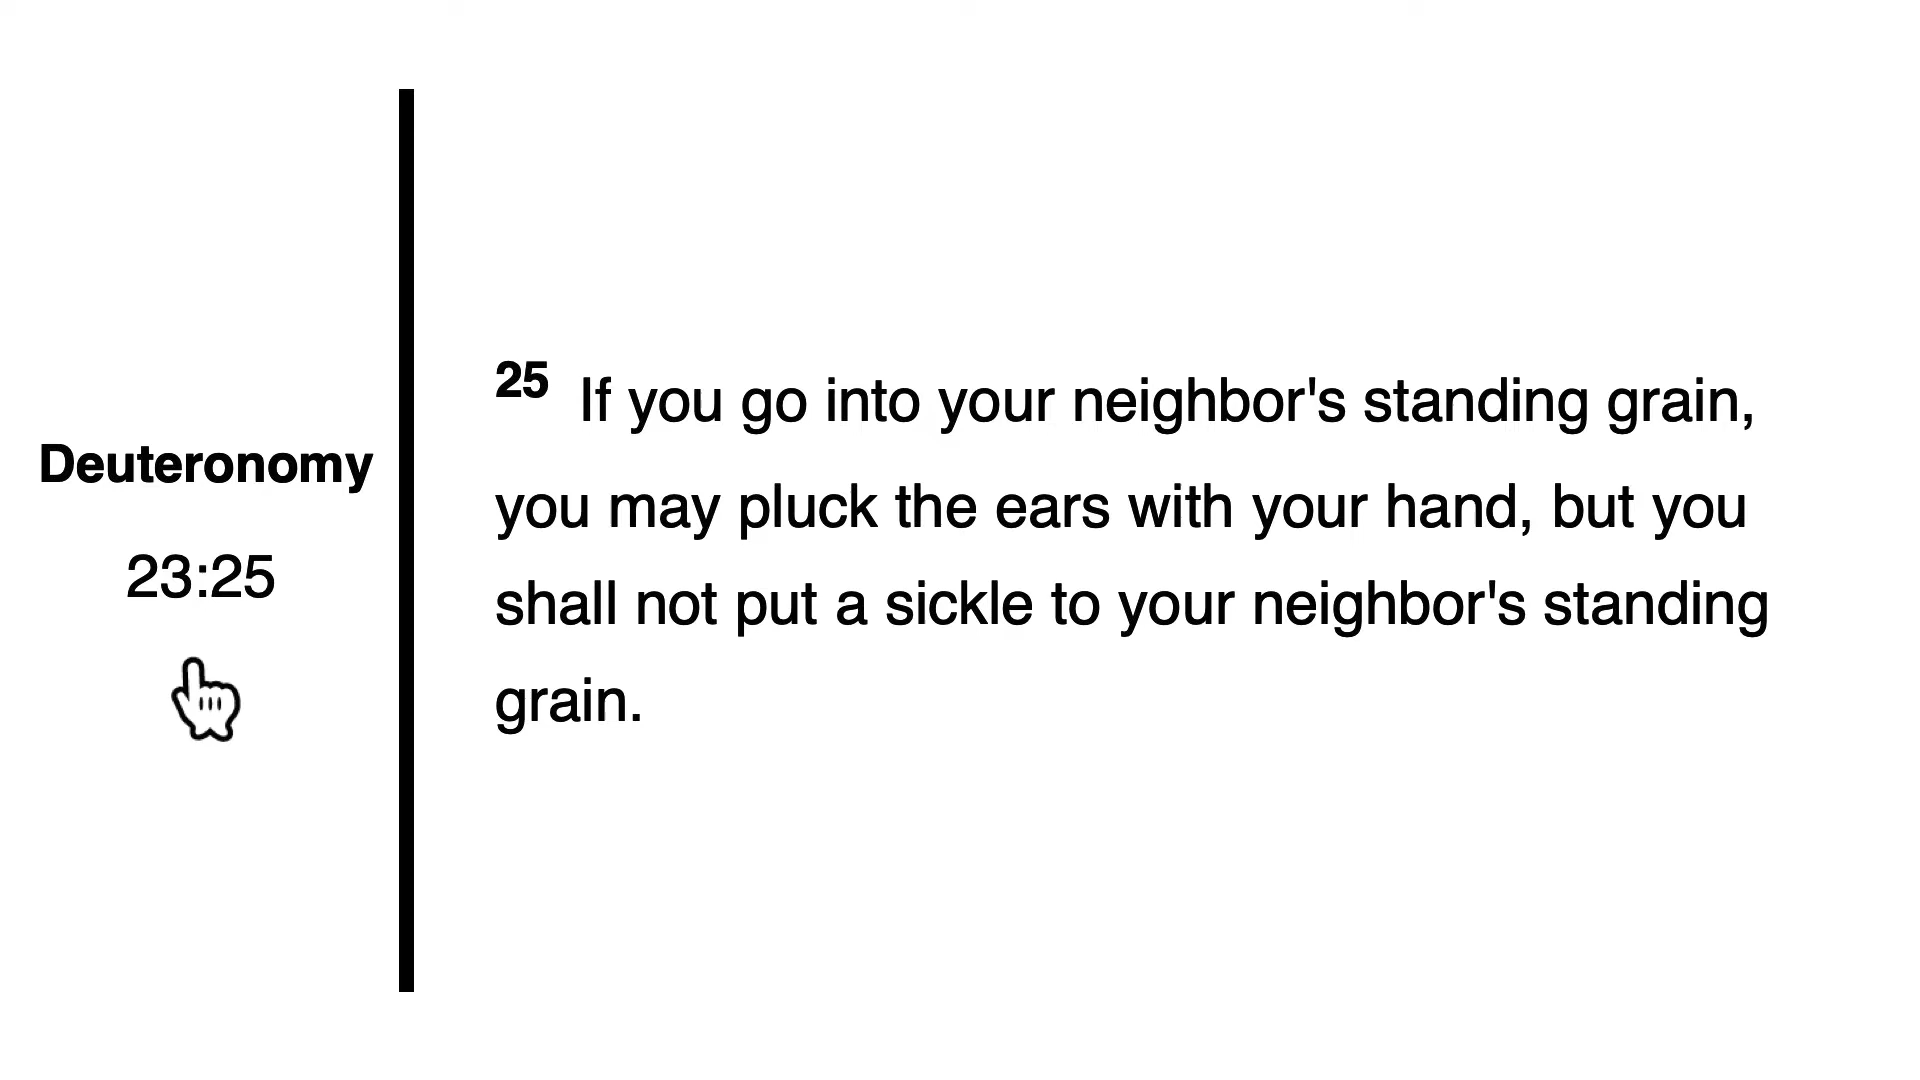 Deuteronomy
23:25
25 If you go into your neighbor's standing grain,
you may pluck the ears with your hand, but you
shall not put a sickle to your neighbor's standing
grain.